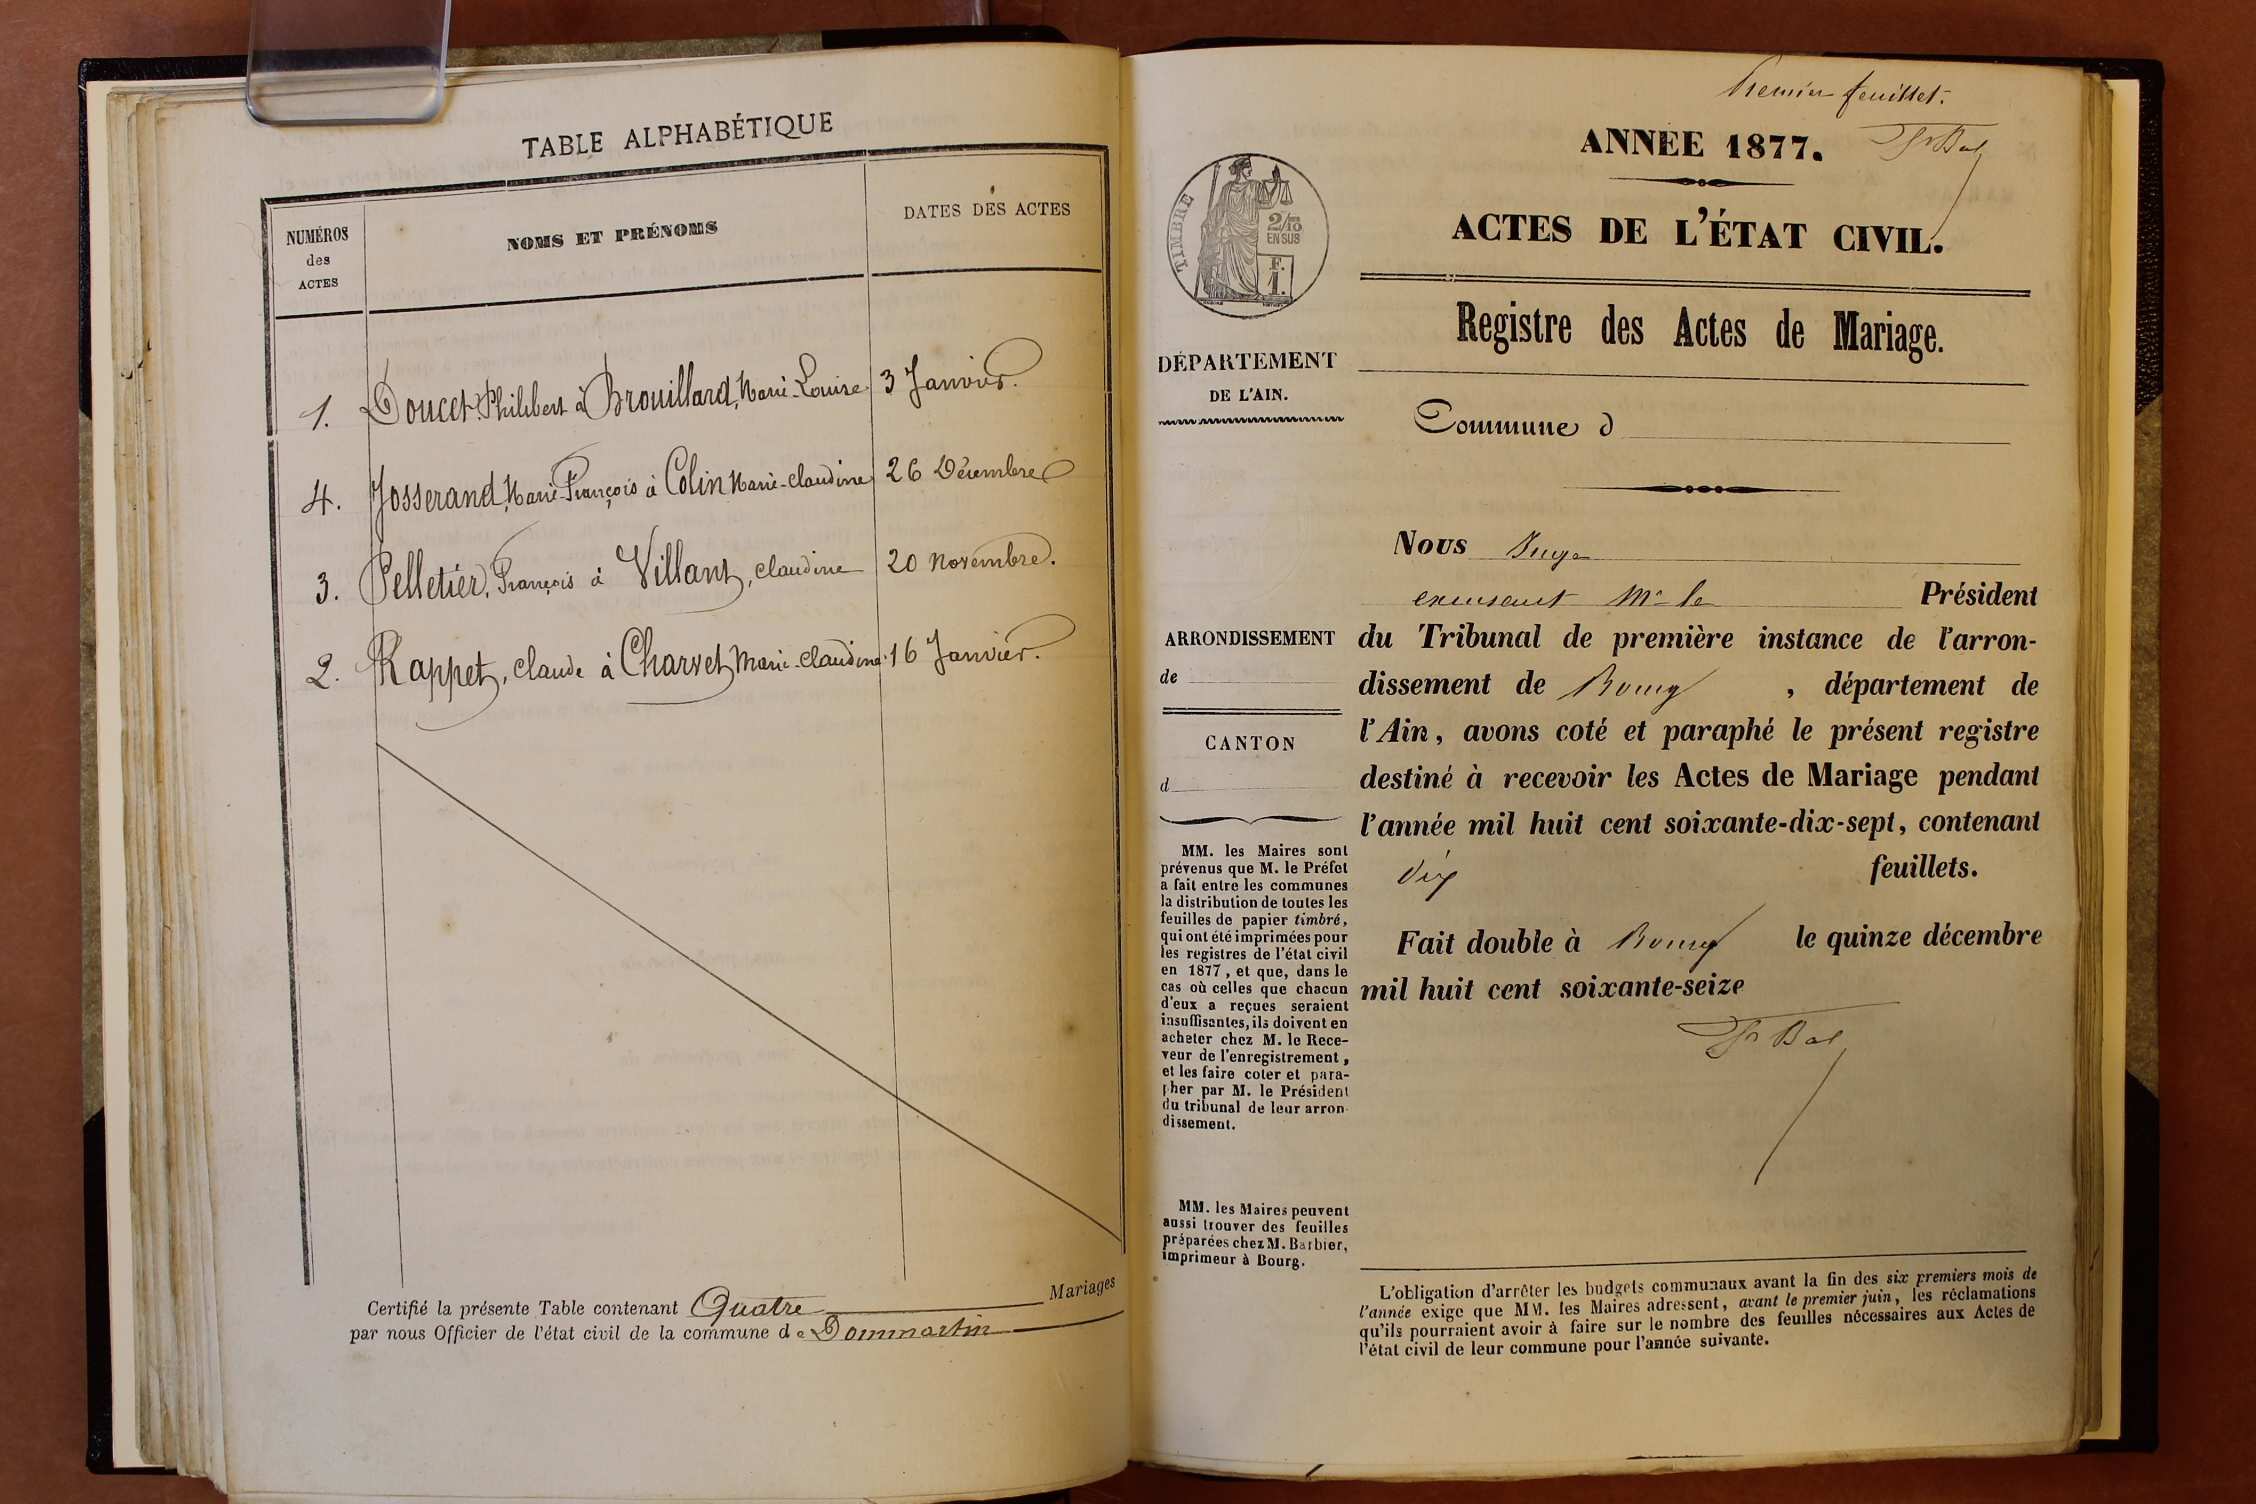 TABLE ALPHABÉTIQUE
NUMÉROS
des
ACTES
NOMS ET PRÉNOMS
DATES DES ACTES
1. Doucet, Philibert à Brouillard, Marie-Louise 3 Janvier.
4. Josserand, Marie-François à Colin Marie-claudine 26 Décembre
3. Pelletier, François à Villant, claudine 20 novembre.
2. Rappet, claude à Charvet Marie-claudine 16 Janvier.
Certifié la présente Table contenant Quatre Mariages
par nous Officier de l'état civil de la commune de Dommartin
Premier feuillet.
ANNÉE 1877.
ACTES DE L'ÉTAT CIVIL.
TIMBRE
2/10
EN SUS
F.
1.
Registre des Actes de Mariage.
DÉPARTEMENT
DE L'AIN.
Commune d
Nous Juge
excusant Mr le Président
ARRONDISSEMENT
de
CANTON
d
du Tribunal de première instance de l'arron-
dissement de Bourg, département de
l'Ain, avons coté et paraphé le présent registre
destiné à recevoir les Actes de Mariage pendant
l'année mil huit cent soixante-dix-sept, contenant
dix feuillets.
Fait double à Bourg le quinze décembre
mil huit cent soixante-seize
MM. les Maires sont
prévenus que M. le Préfet
a fait entre les communes
la distribution de toutes les
feuilles de papier timbré,
qui ont été imprimées pour
les registres de l'état civil
en 1877, et que, dans le
cas où celles que chacun
d'eux a reçues seraient
insuffisantes, ils doivent en
acheter chez M. le Rece-
veur de l'enregistrement,
et les faire coter et para-
pher par M. le Président
du tribunal de leur arron-
dissement.
MM. les Maires peuvent
aussi trouver des feuilles
préparées chez M. Barbier,
imprimeur à Bourg.
L'obligation d'arrêter les budgets communaux avant la fin des six premiers mois de
l'année exige que MM. les Maires adressent, avant le premier juin, les réclamations
qu'ils pourraient avoir à faire sur le nombre des feuilles nécessaires aux Actes de
l'état civil de leur commune pour l'année suivante.